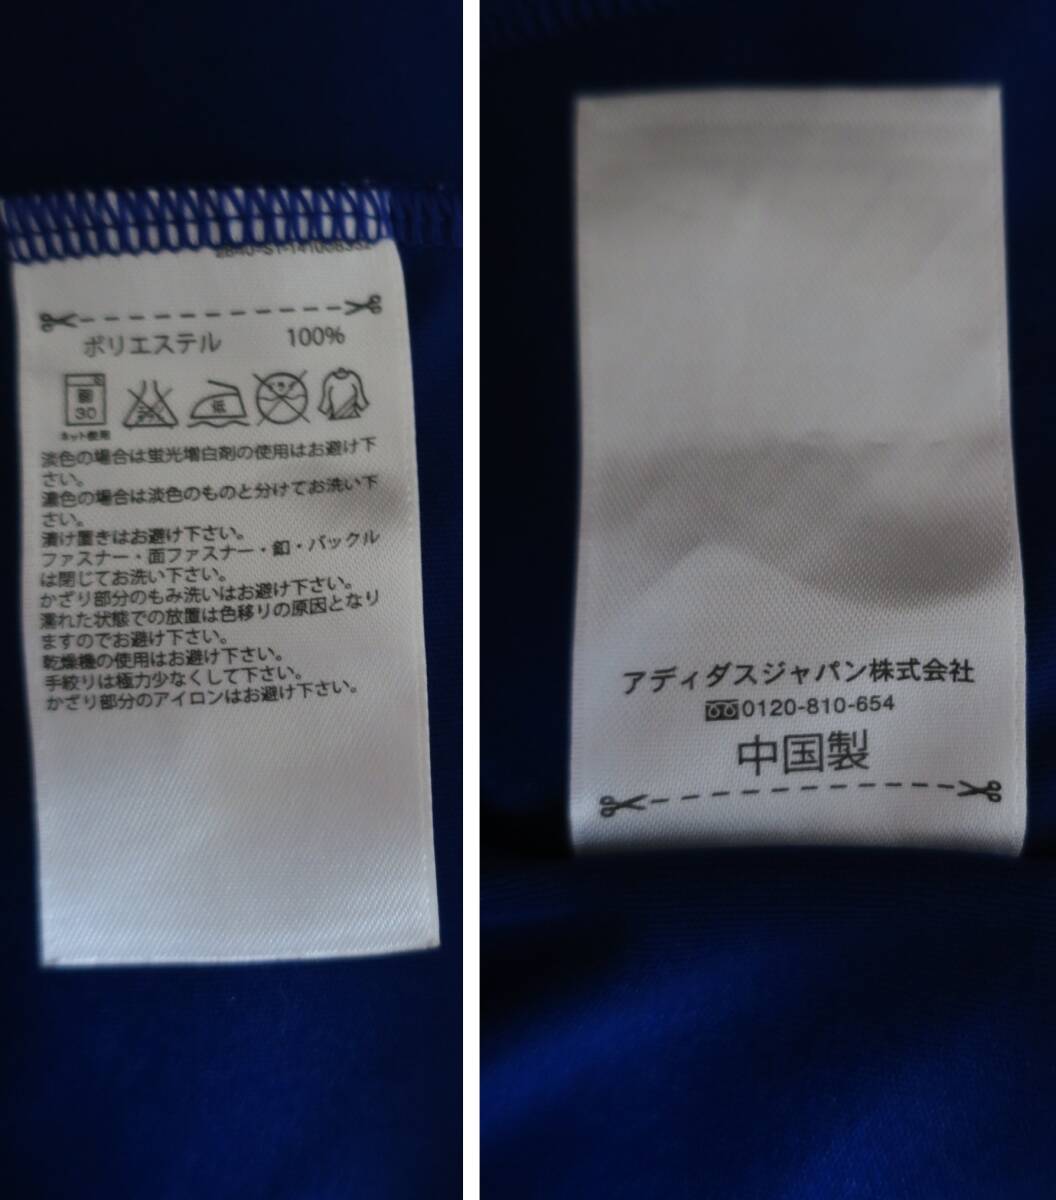 ポリエステル 100%
弱
30
ネット使用
低
淡色の場合は蛍光増白剤の使用はお避け下
さい。
濃色の場合は淡色のものと分けてお洗い下
さい。
漬け置きはお避け下さい。
ファスナー・面ファスナー・釦・バックル
は閉じてお洗い下さい。
かざり部分のもみ洗いはお避け下さい。
濡れた状態での放置は色移りの原因となり
ますのでお避け下さい。
乾燥機の使用はお避け下さい。
手絞りは極力少なくして下さい。
かざり部分のアイロンはお避け下さい。
アディダスジャパン株式会社
0120-810-654
中国製